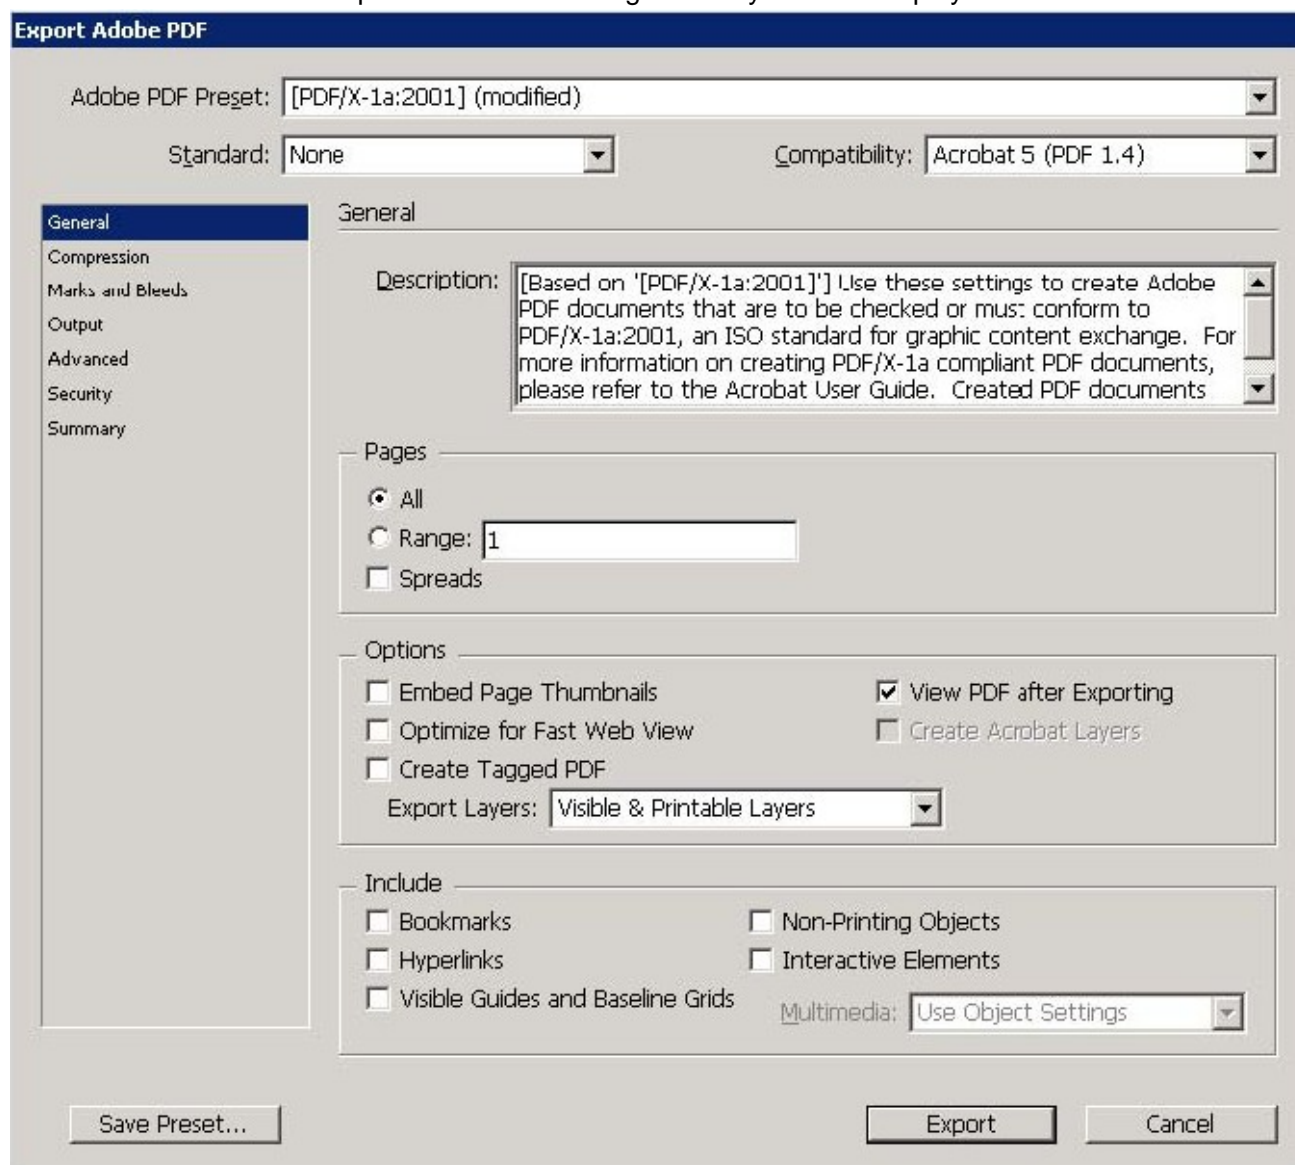 Export Adobe PDF
Adobe PDF Preset: [PDF/X-1a:2001] (modified)
Standard: None Compatibility: Acrobat 5 (PDF 1.4)
General
Compression
Marks and Bleeds
Output
Advanced
Security
Summary
General
Description: [Based on '[PDF/X-1a:2001]'] Use these settings to create Adobe
PDF documents that are to be checked or must conform to
PDF/X-1a:2001, an ISO standard for graphic content exchange. For
more information on creating PDF/X-1a compliant PDF documents,
please refer to the Acrobat User Guide. Created PDF documents
Pages
All
Range: 1
Spreads
Options
Embed Page Thumbnails View PDF after Exporting
Optimize for Fast Web View Create Acrobat Layers
Create Tagged PDF
Export Layers: Visible & Printable Layers
Include
Bookmarks Non-Printing Objects
Hyperlinks Interactive Elements
Visible Guides and Baseline Grids Multimedia: Use Object Settings
Save Preset... Export Cancel